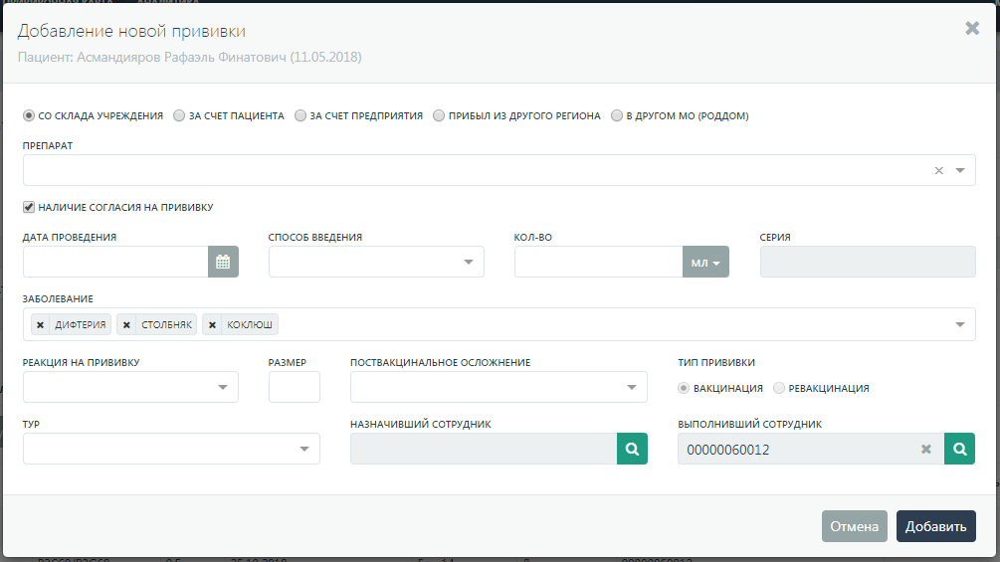 Добавление новой прививки
Пациент: Асмандияров Рафаэль Финатович (11.05.2018)
СО СКЛАДА УЧРЕЖДЕНИЯ ЗА СЧЕТ ПАЦИЕНТА ЗА СЧЕТ ПРЕДПРИЯТИЯ ПРИБЫЛ ИЗ ДРУГОГО РЕГИОНА В ДРУГОМ МО (РОДДОМ)
ПРЕПАРАТ
НАЛИЧИЕ СОГЛАСИЯ НА ПРИВИВКУ
ДАТА ПРОВЕДЕНИЯ СПОСОБ ВВЕДЕНИЯ КОЛ-ВО СЕРИЯ
МЛ
ЗАБОЛЕВАНИЕ
ДИФТЕРИЯ СТОЛБНЯК КОКЛЮШ
РЕАКЦИЯ НА ПРИВИВКУ РАЗМЕР ПОСТВАКЦИНАЛЬНОЕ ОСЛОЖНЕНИЕ ТИП ПРИВИВКИ
ВАКЦИНАЦИЯ РЕВАКЦИНАЦИЯ
ТУР НАЗНАЧИВШИЙ СОТРУДНИК ВЫПОЛНИВШИЙ СОТРУДНИК
00000060012
Отмена Добавить